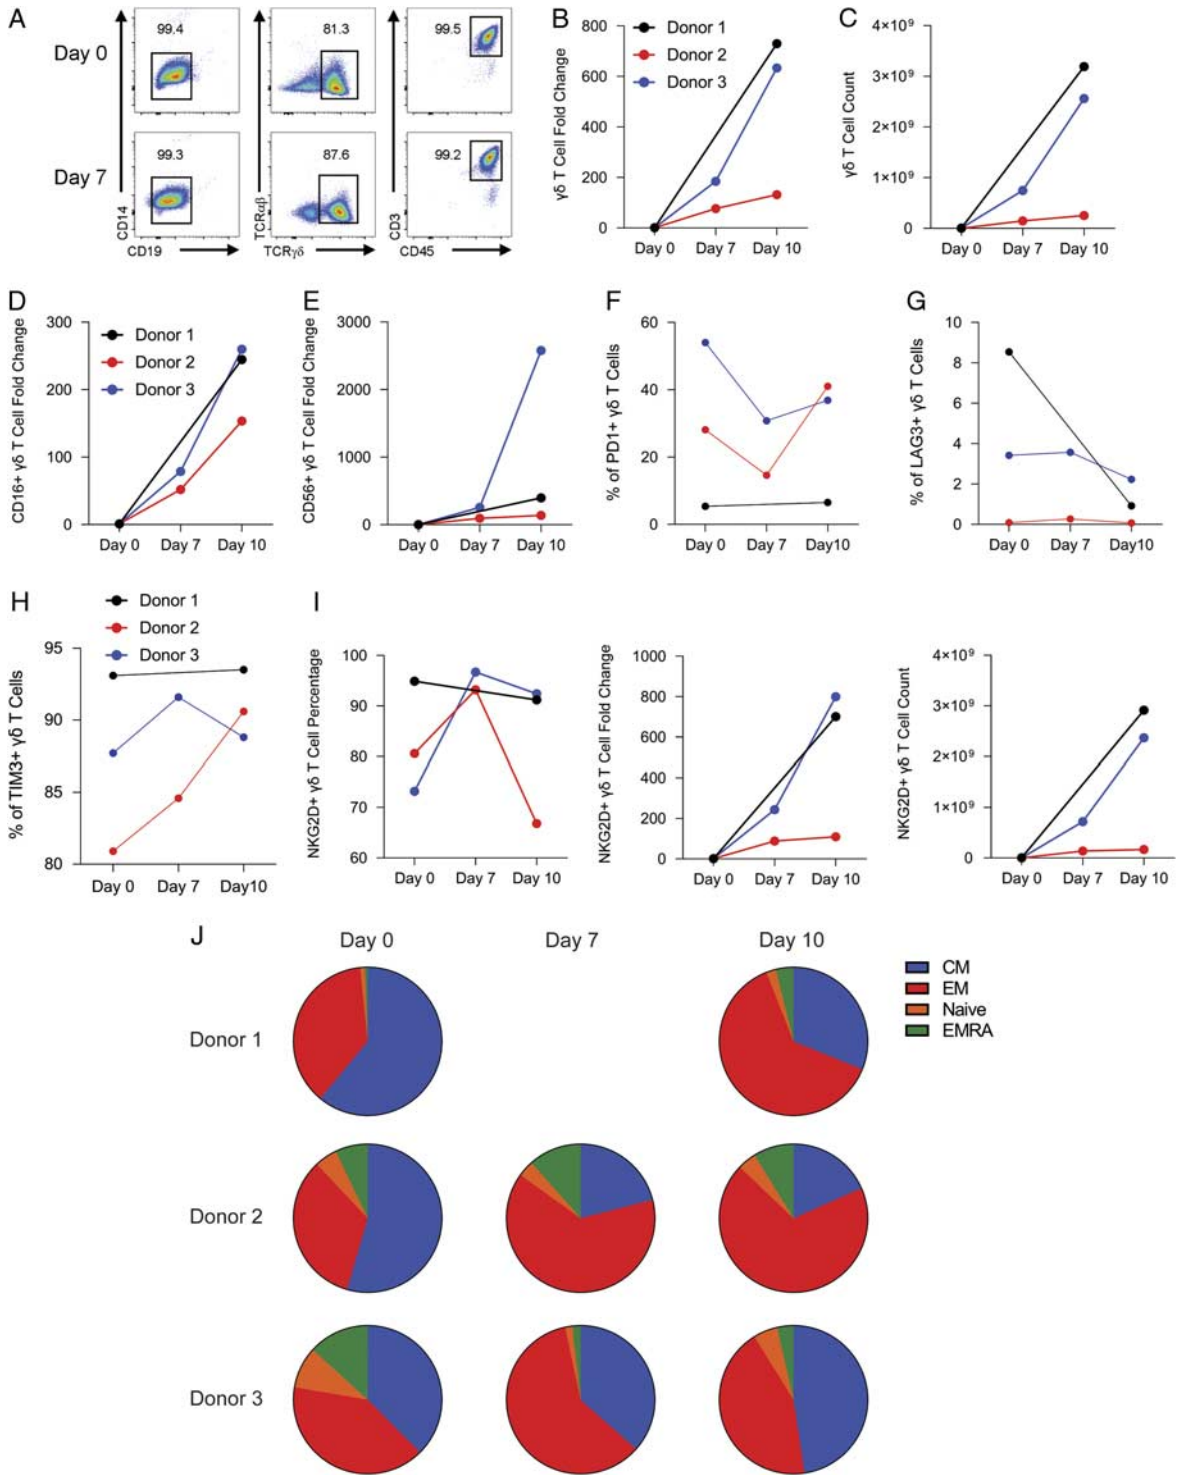 A
Day 0
99.4
81.3
99.5
Day 7
99.3
87.6
99.2
CD14
CD19
TCRαβ
TCRγδ
CD3
CD45
B
γδ T Cell Fold Change
800
600
400
200
0
Donor 1
Donor 2
Donor 3
Day 0 Day 7 Day 10
C
γδ T Cell Count
4×10⁹
3×10⁹
2×10⁹
1×10⁹
0
Day 0 Day 7 Day 10
D
CD16+ γδ T Cell Fold Change
300
200
100
0
Donor 1
Donor 2
Donor 3
Day 0 Day 7 Day 10
E
CD56+ γδ T Cell Fold Change
3000
2000
1000
0
Day 0 Day 7 Day 10
F
% of PD1+ γδ T Cells
60
40
20
0
Day 0 Day 7 Day10
G
% of LAG3+ γδ T Cells
10
8
6
4
2
0
Day 0 Day 7 Day10
H
Donor 1
Donor 2
Donor 3
% of TIM3+ γδ T Cells
95
90
85
80
Day 0 Day 7 Day10
I
NKG2D+ γδ T Cell Percentage
100
90
80
70
60
Day 0 Day 7 Day 10
NKG2D+ γδ T Cell Fold Change
1000
800
600
400
200
0
Day 0 Day 7 Day 10
NKG2D+ γδ T Cell Count
4×10⁹
3×10⁹
2×10⁹
1×10⁹
0
Day 0 Day 7 Day 10
J
Day 0 Day 7 Day 10
CM
EM
Naive
EMRA
Donor 1
Donor 2
Donor 3